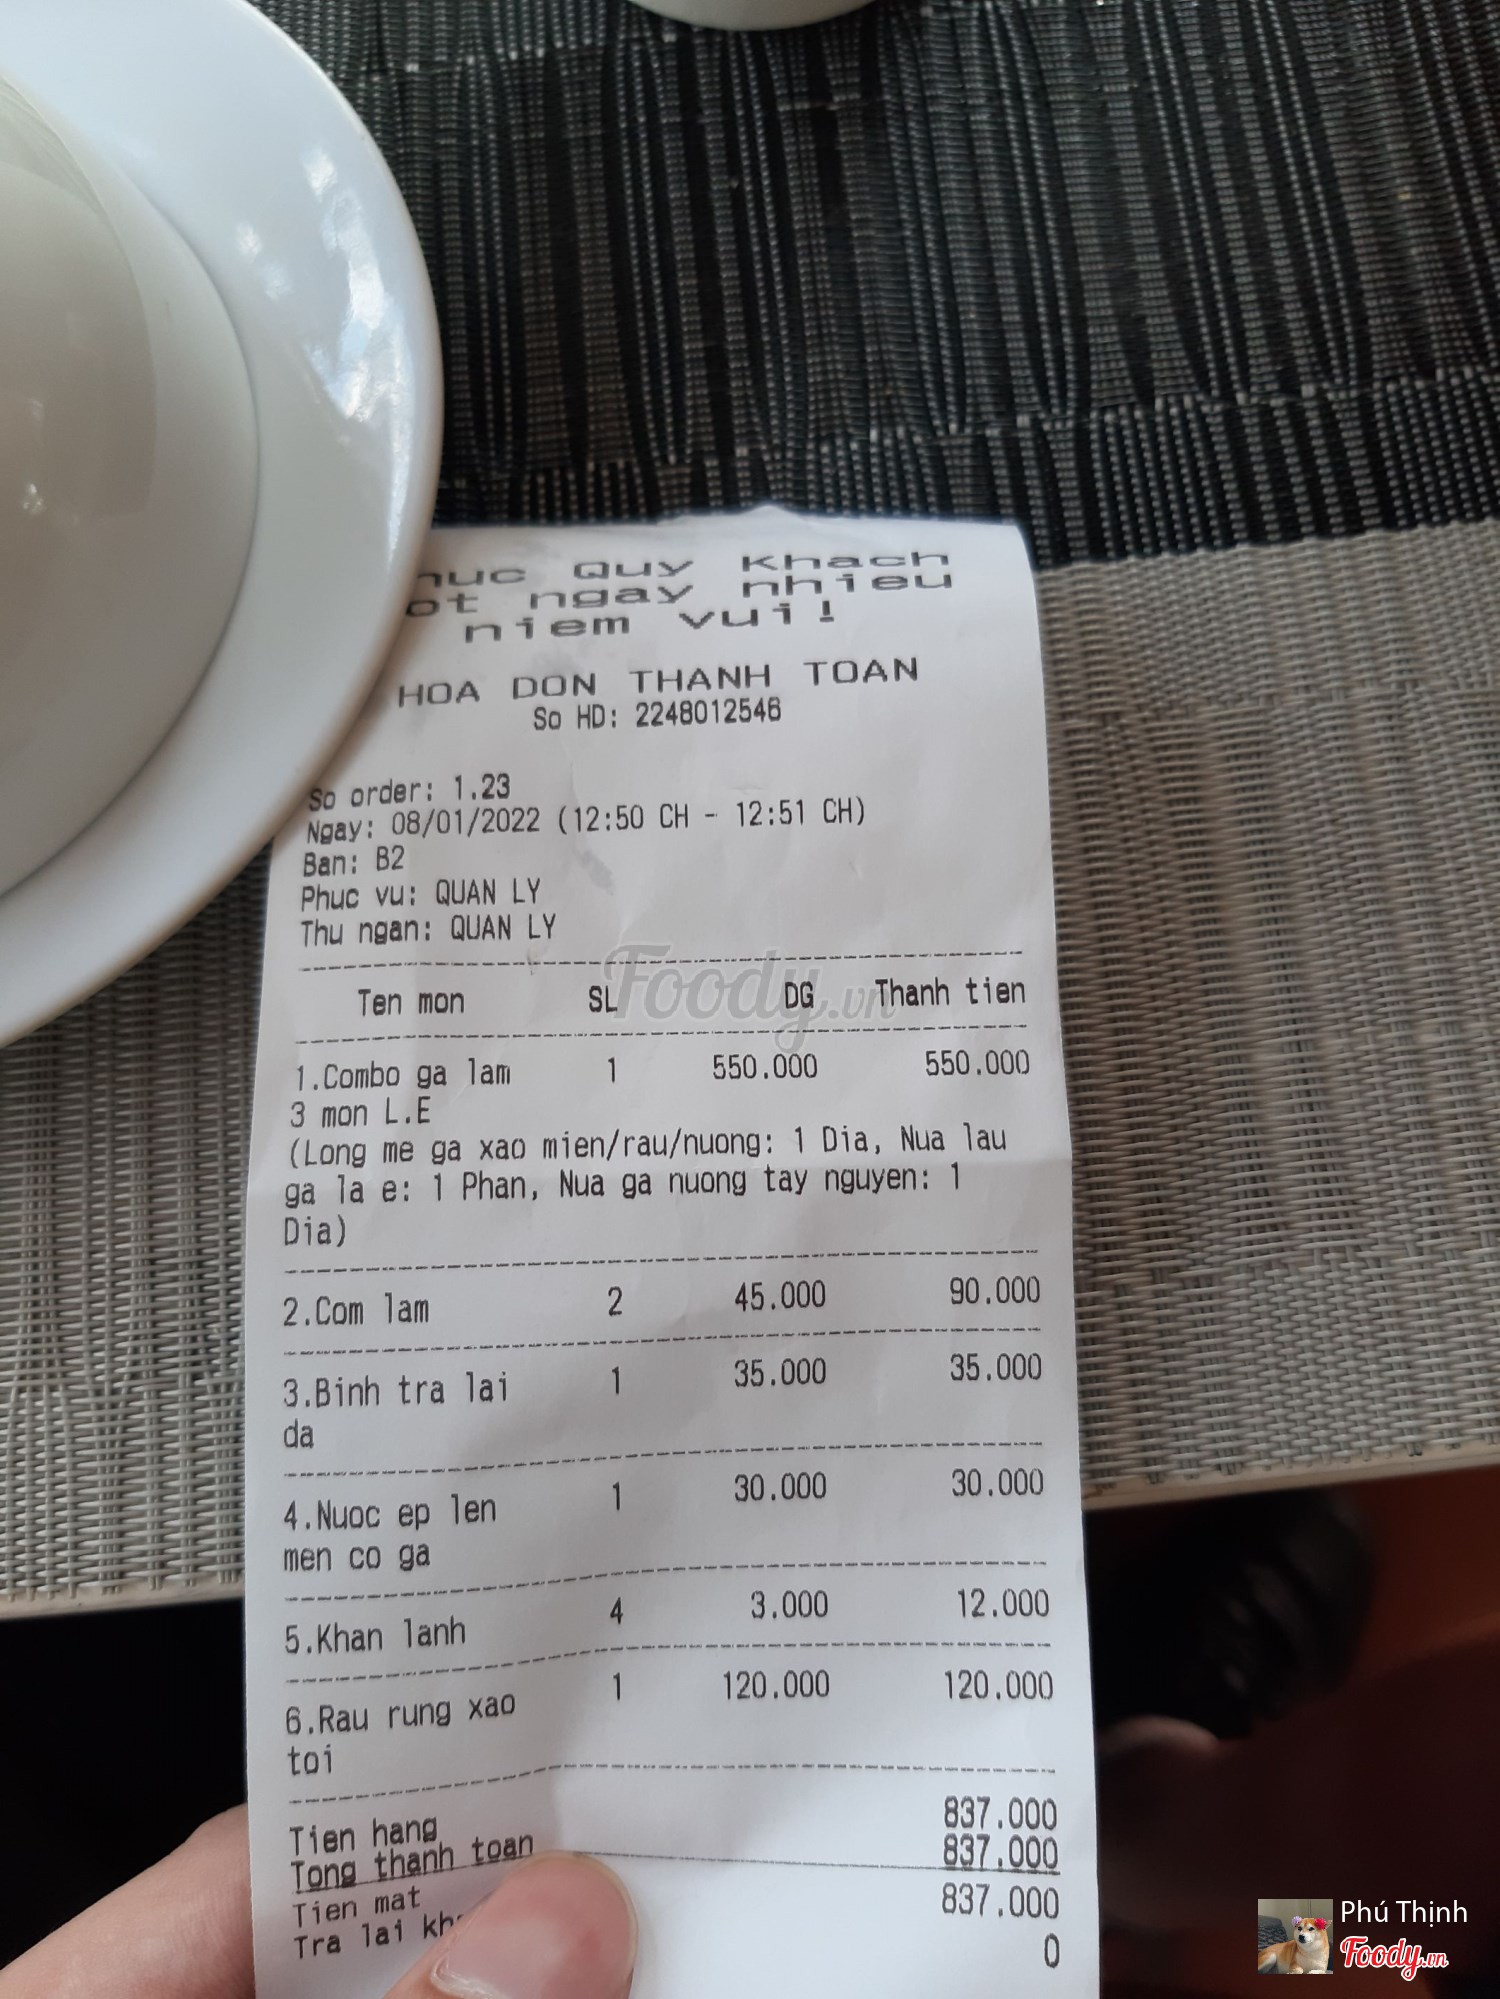 Quy Khach
ngay nhieu
niem vui!
HOA DON THANH TOAN
So HD: 2248012546
So order: 1.23
Ngay: 08/01/2022 (12:50 CH - 12:51 CH)
Ban: B2
Phuc vu: QUAN LY
Thu ngan: QUAN LY
Foody.vn
Ten mon SL DG Thanh tien
1.Combo ga lam 1 550.000 550.000
3 mon L.E
(Long me ga xao mien/rau/nuong: 1 Dia, Nua lau
ga la e: 1 Phan, Nua ga nuong tay nguyen: 1
Dia)
2.Com lam 2 45.000 90.000
3.Binh tra lai 1 35.000 35.000
da
4.Nuoc ep len 1 30.000 30.000
men co ga
5.Khan lanh 4 3.000 12.000
6.Rau rung xao 1 120.000 120.000
toi
Tien hang 837.000
Tong thanh toan 837.000
Tien mat 837.000
Tra lai 0
Phú Thịnh
Foody.vn